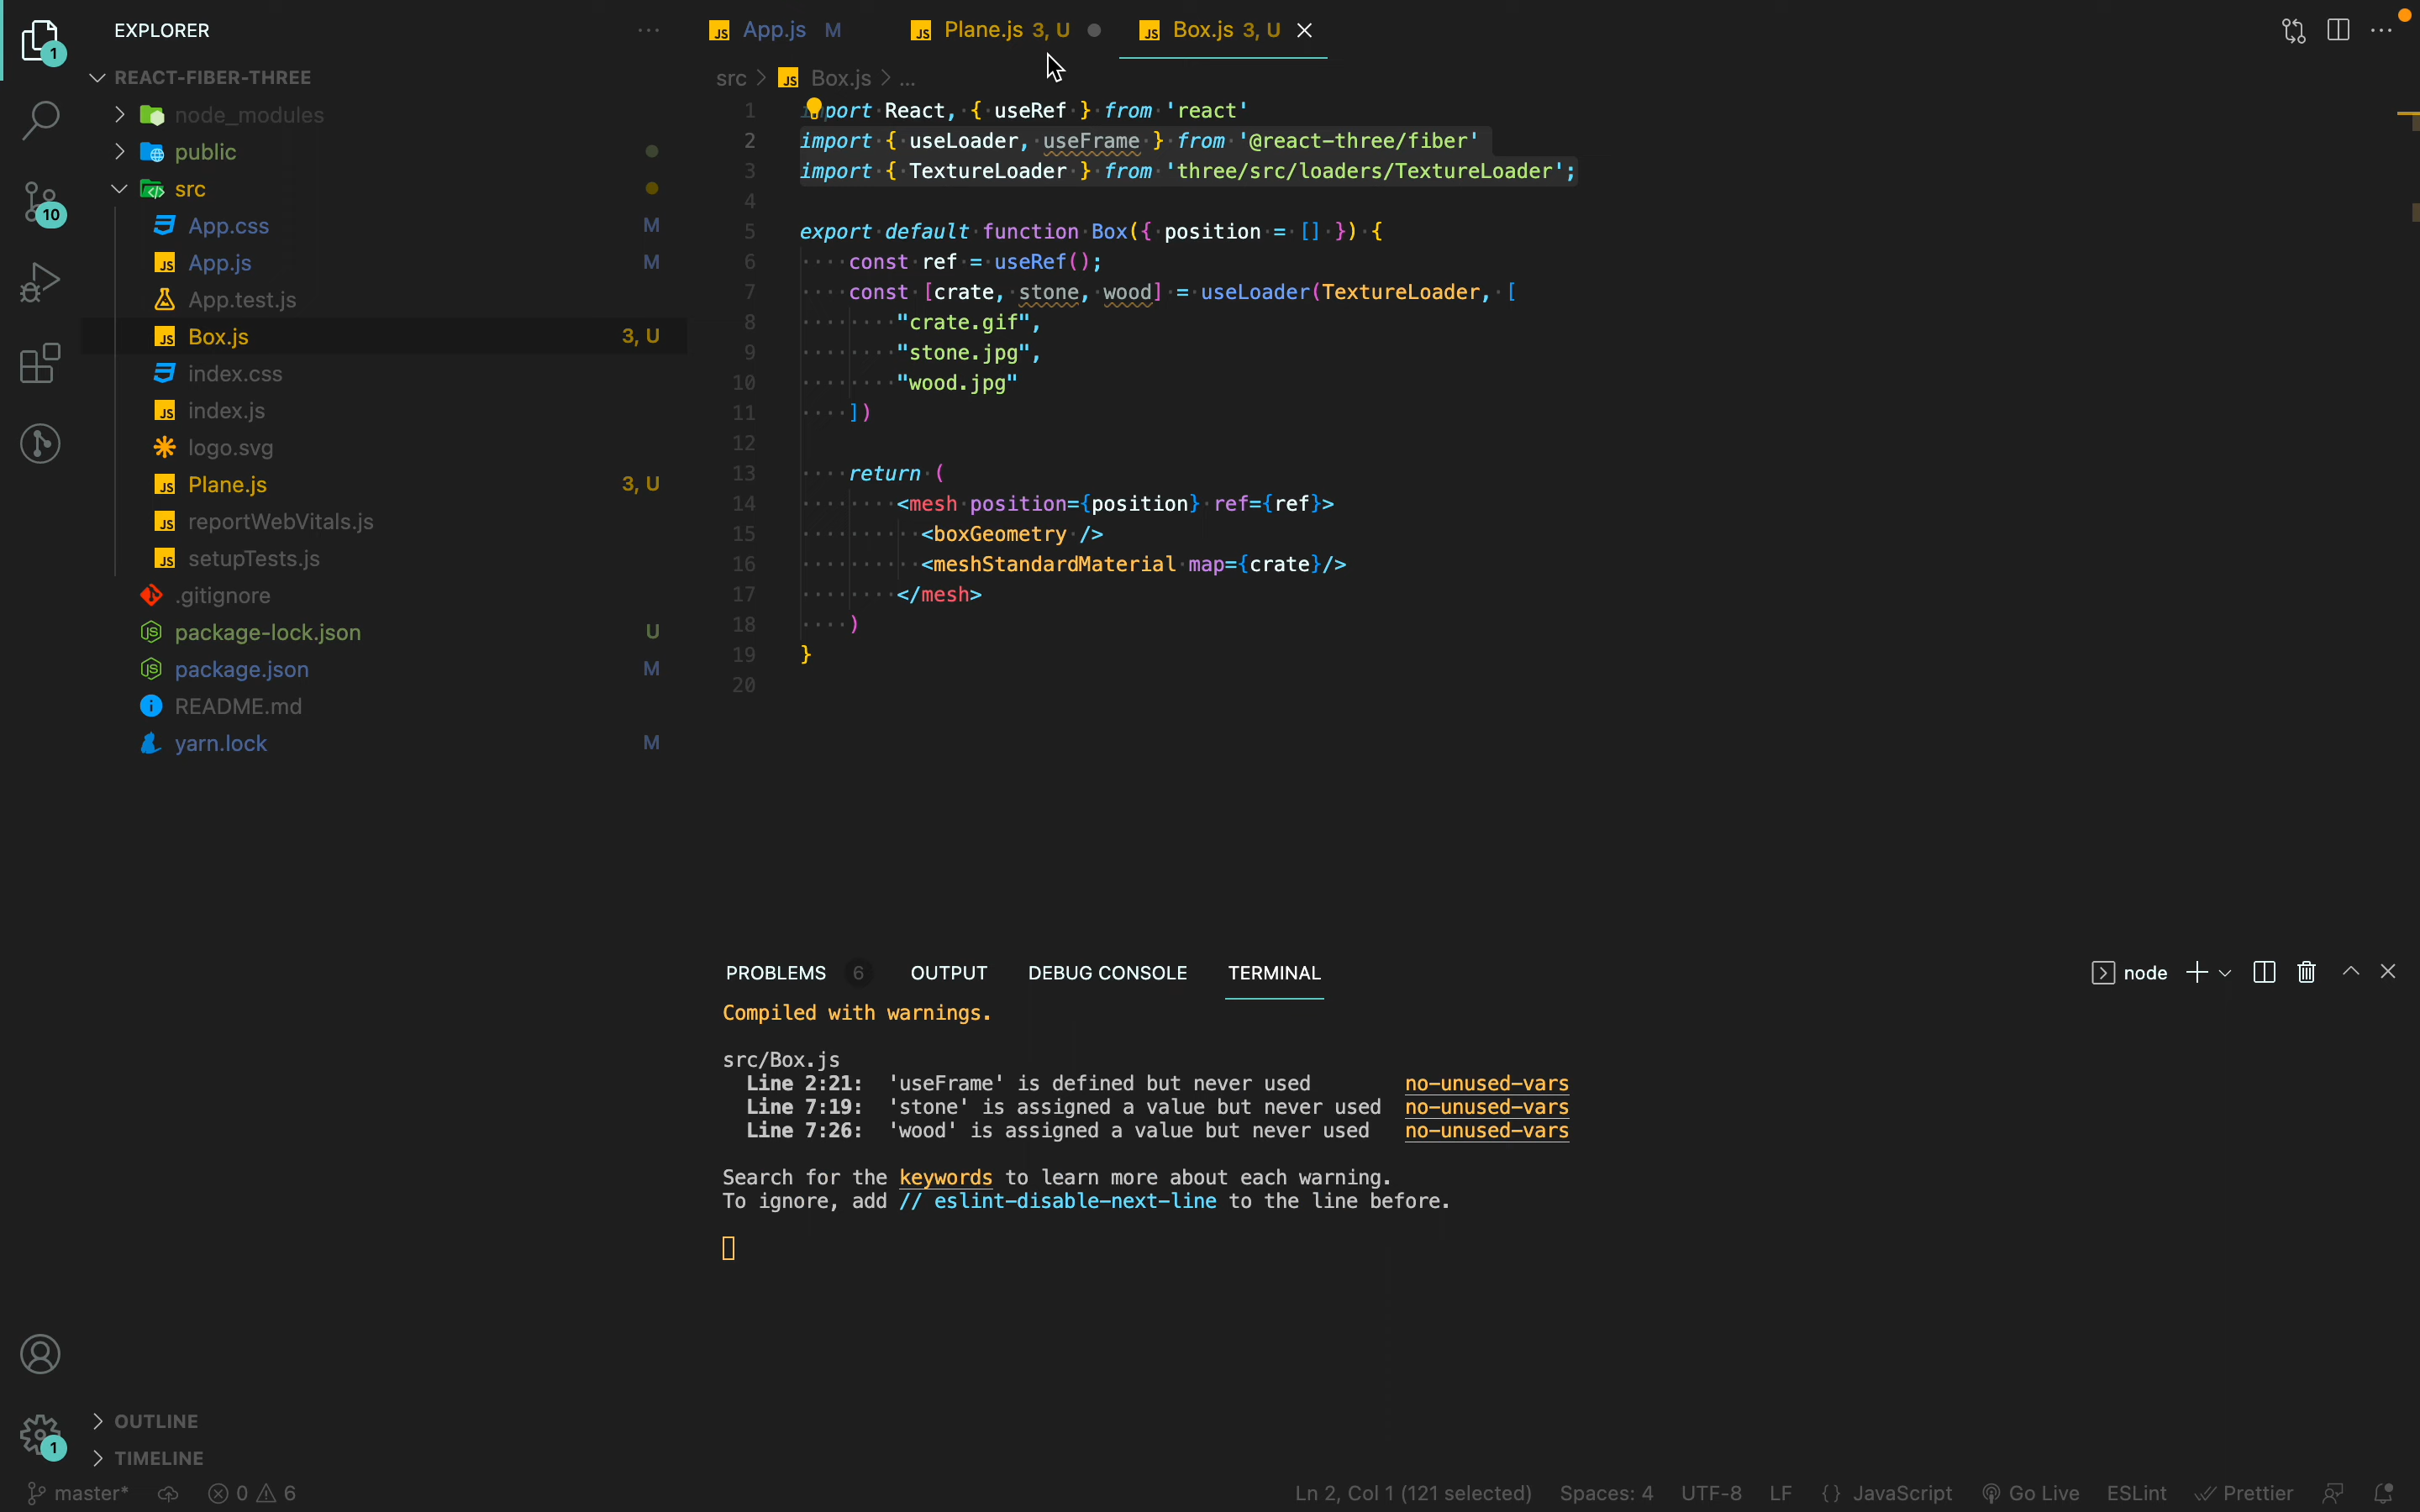 EXPLORER
REACT-FIBER-THREE
node_modules
public
src
App.css M
App.js M
App.test.js
Box.js 3, U
index.css
index.js
logo.svg
Plane.js 3, U
reportWebVitals.js
setupTests.js
.gitignore
package-lock.json U
package.json M
README.md
yarn.lock M
OUTLINE
TIMELINE
1
10
1
App.js M Plane.js 3, U Box.js 3, U
src > Box.js > ...
1 port React, { useRef } from 'react'
2 import { useLoader, useFrame } from '@react-three/fiber'
3 import { TextureLoader } from 'three/src/loaders/TextureLoader';
4
5 export default function Box({ position = [] }) {
6 const ref = useRef();
7 const [crate, stone, wood] = useLoader(TextureLoader, [
8 "crate.gif",
9 "stone.jpg",
10 "wood.jpg"
11 ])
12
13 return (
14 <mesh position={position} ref={ref}>
15 <boxGeometry />
16 <meshStandardMaterial map={crate}/>
17 </mesh>
18 )
19 }
20
PROBLEMS 6 OUTPUT DEBUG CONSOLE TERMINAL node
Compiled with warnings.
src/Box.js
Line 2:21: 'useFrame' is defined but never used no-unused-vars
Line 7:19: 'stone' is assigned a value but never used no-unused-vars
Line 7:26: 'wood' is assigned a value but never used no-unused-vars
Search for the keywords to learn more about each warning.
To ignore, add // eslint-disable-next-line to the line before.
master* 0 6 Ln 2, Col 1 (121 selected) Spaces: 4 UTF-8 LF {} JavaScript Go Live ESLint Prettier